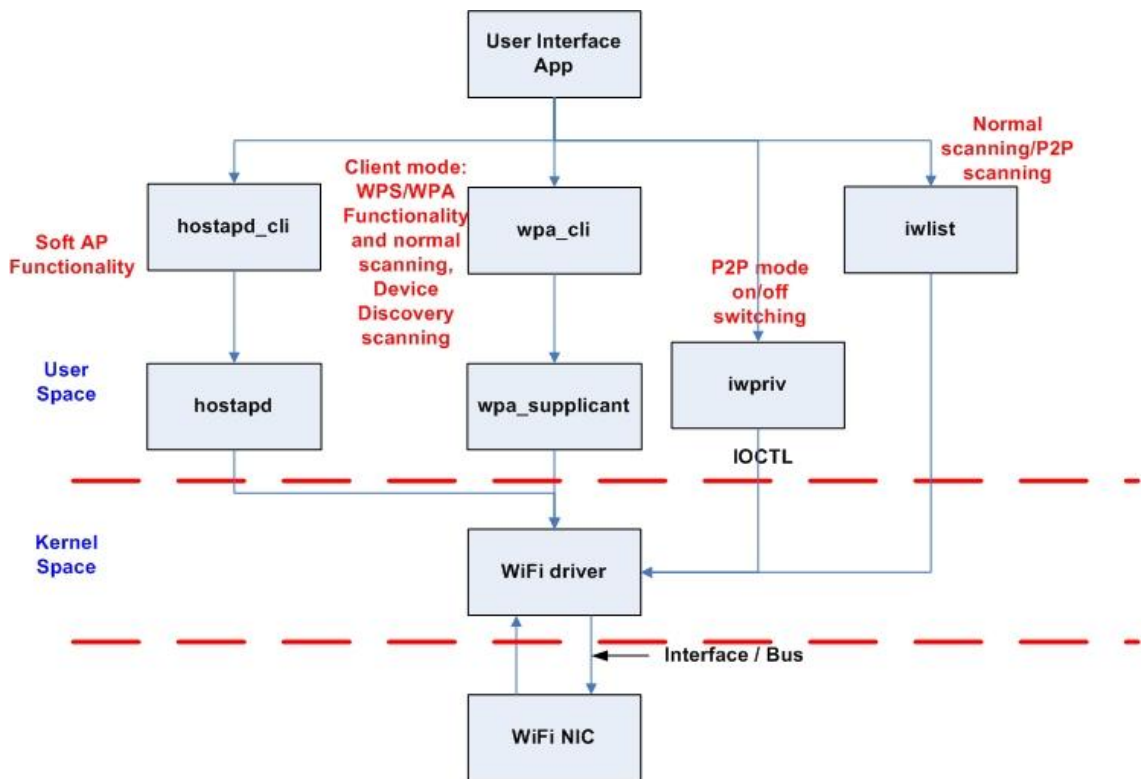 User Interface
App
Normal
scanning/P2P
scanning
Client mode:
WPS/WPA
Functionality
and normal
scanning,
Device
Discovery
scanning
hostapd_cli
wpa_cli
iwlist
Soft AP
Functionality
P2P mode
on/off
switching
User
Space
hostapd
wpa_supplicant
iwpriv
IOCTL
Kernel
Space
WiFi driver
Interface / Bus
WiFi NIC